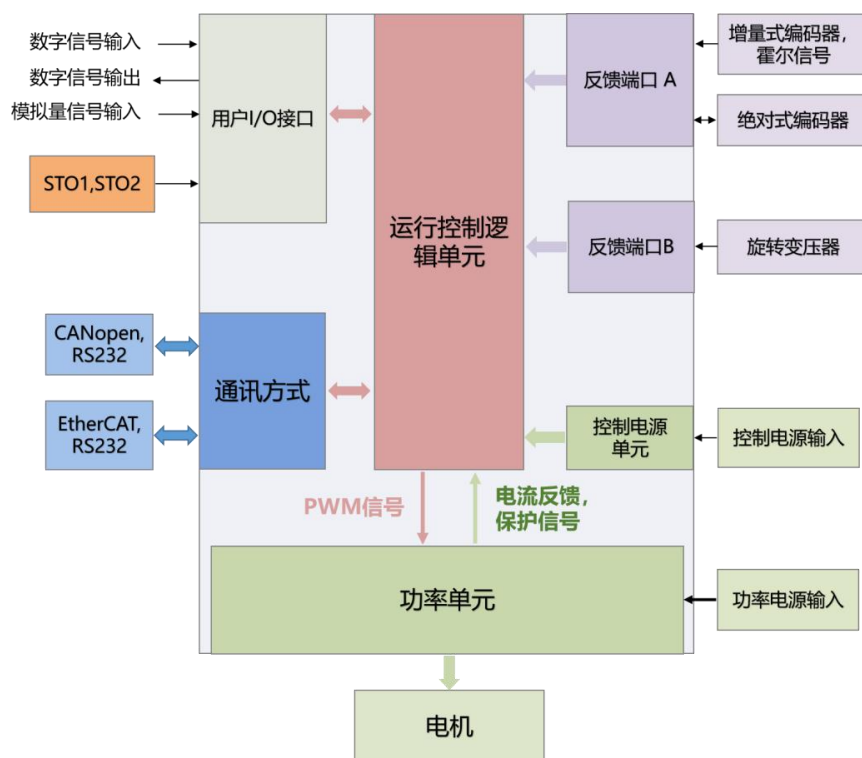 数字信号输入
数字信号输出
模拟量信号输入
STO1,STO2
用户I/O接口
CANopen,
RS232
EtherCAT,
RS232
通讯方式
运行控制逻
辑单元
反馈端口 A
反馈端口B
控制电源
单元
增量式编码器，
霍尔信号
绝对式编码器
旋转变压器
控制电源输入
PWM信号
电流反馈，
保护信号
功率单元
功率电源输入
电机